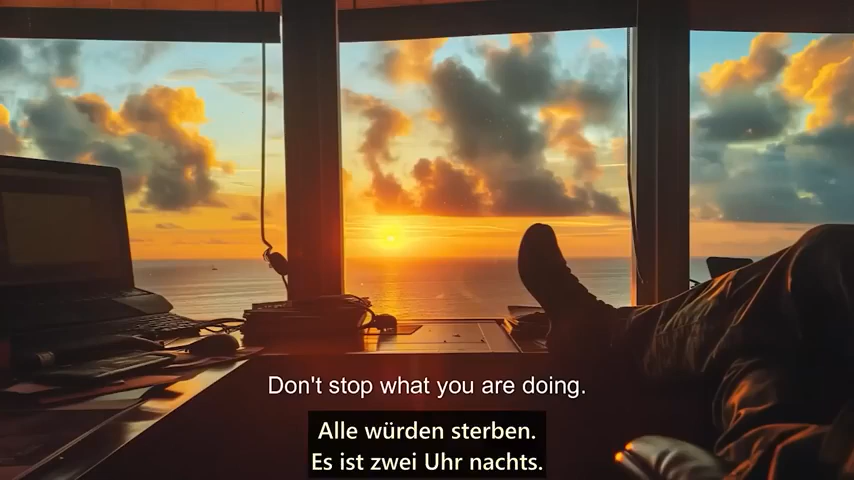 Don't stop what you are doing.
Alle würden sterben.
Es ist zwei Uhr nachts.